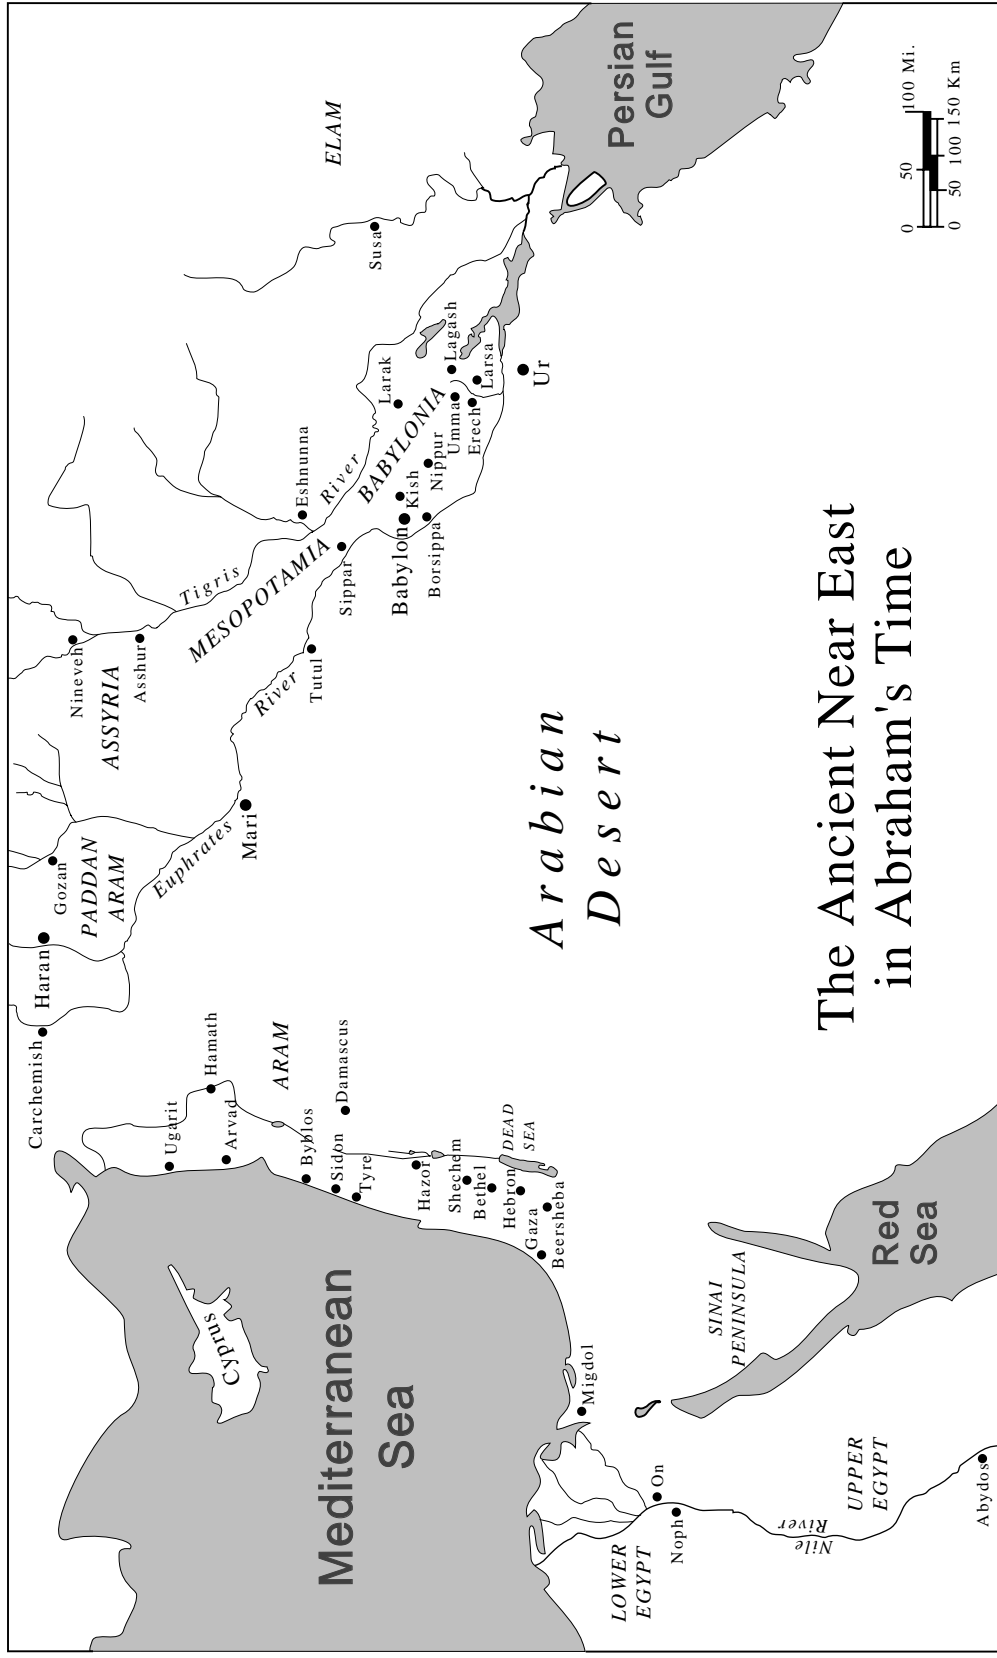 The Ancient Near East
in Abraham's Time
Mediterranean
Sea
Cyprus
Carchemish
Haran
Gozan
PADDAN
ARAM
Nineveh
ASSYRIA
Asshur
Tigris
River
MESOPOTAMIA
Euphrates
River
Mari
Tutul
Sippar
Eshnunna
Babylon
Kish
Borsippa
Nippur
BABYLONIA
Larak
Umma
Erech
Lagash
Larsa
Ur
Susa
ELAM
Persian
Gulf
Ugarit
Hamath
Arvad
ARAM
Byblos
Damascus
Sidon
Tyre
Hazor
Shechem
Bethel
Hebron
DEAD
SEA
Gaza
Beersheba
Arabian
Desert
Migdol
SINAI
PENINSULA
Red
Sea
On
Noph
LOWER
EGYPT
Nile
River
UPPER
EGYPT
Abydos
0 50 100 Mi.
0 50 100 150 Km